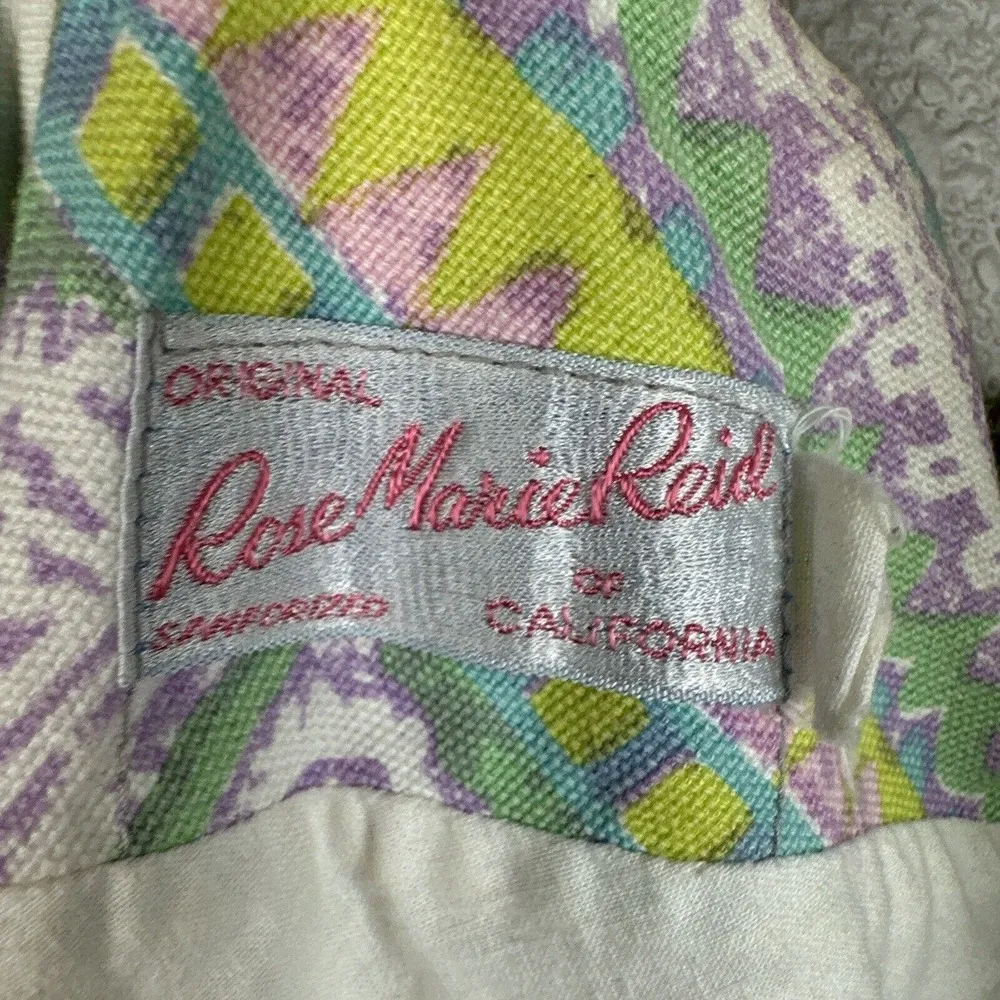 ORIGINAL
Rose Marie Reid
OF
SANFORIZED CALIFORNIA